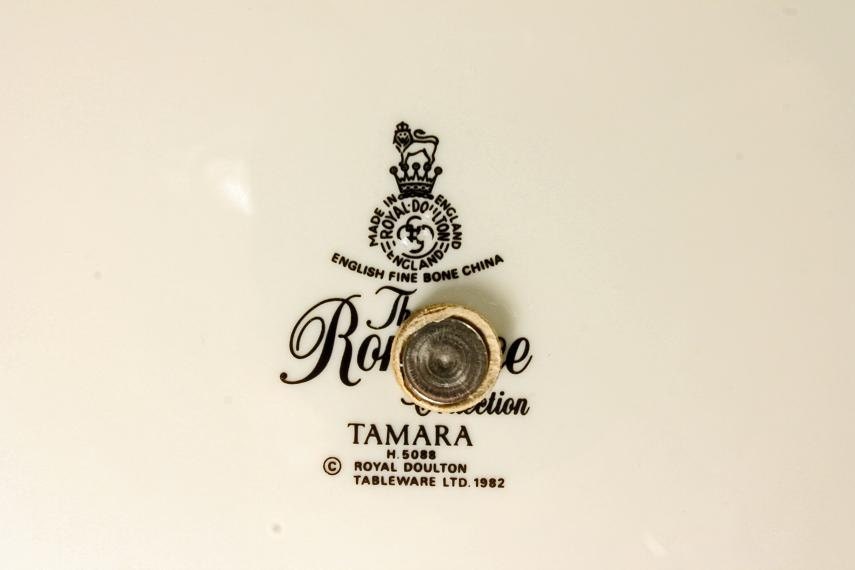 MADE IN ENGLAND
ROYAL DOULTON
ENGLAND
ENGLISH FINE BONE CHINA
TAMARA
H.5088
© ROYAL DOULTON
TABLEWARE LTD. 1982